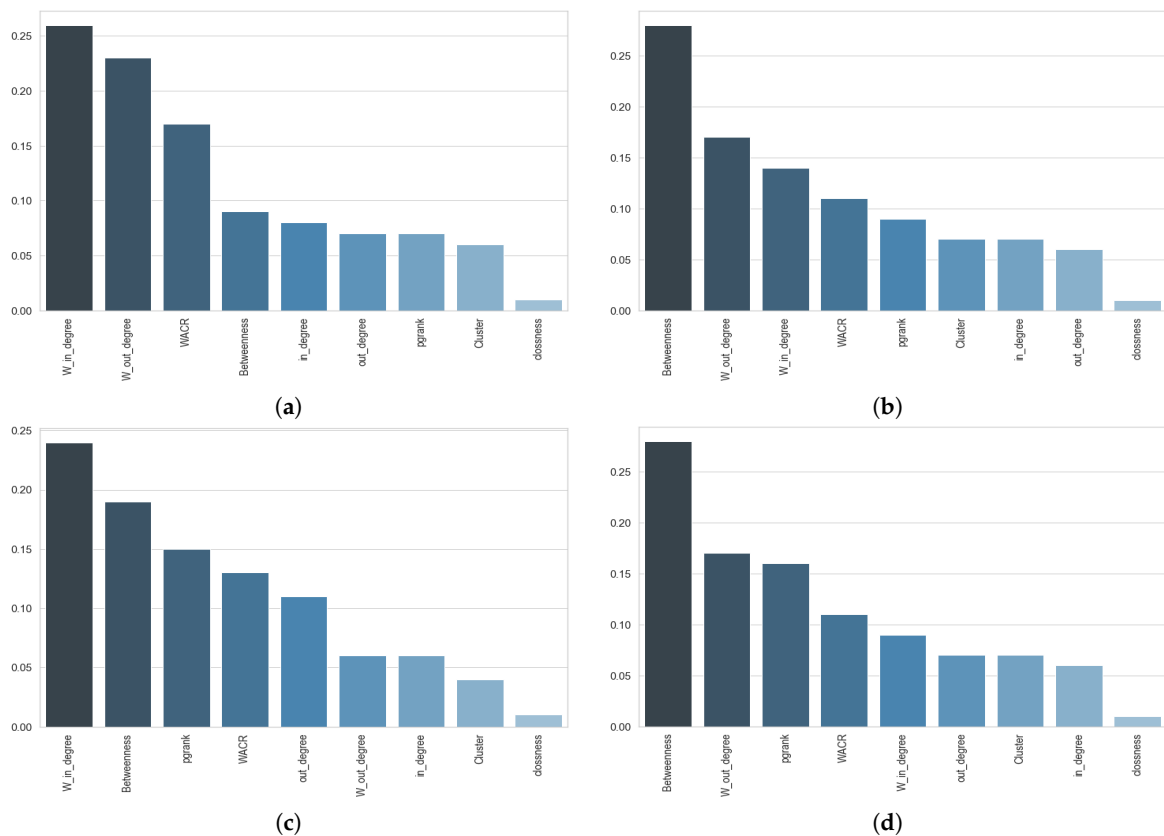 0.25
0.20
0.15
0.10
0.05
0.00
W_in_degree
W_out_degree
WACR
Betweenness
in_degree
out_degree
pgrank
Cluster
clossness
(a)
0.25
0.20
0.15
0.10
0.05
0.00
Betweenness
W_out_degree
W_in_degree
WACR
pgrank
Cluster
in_degree
out_degree
clossness
(b)
0.25
0.20
0.15
0.10
0.05
0.00
W_in_degree
Betweenness
pgrank
WACR
out_degree
W_out_degree
in_degree
Cluster
clossness
(c)
0.25
0.20
0.15
0.10
0.05
0.00
Betweenness
W_out_degree
pgrank
WACR
W_in_degree
out_degree
Cluster
in_degree
clossness
(d)